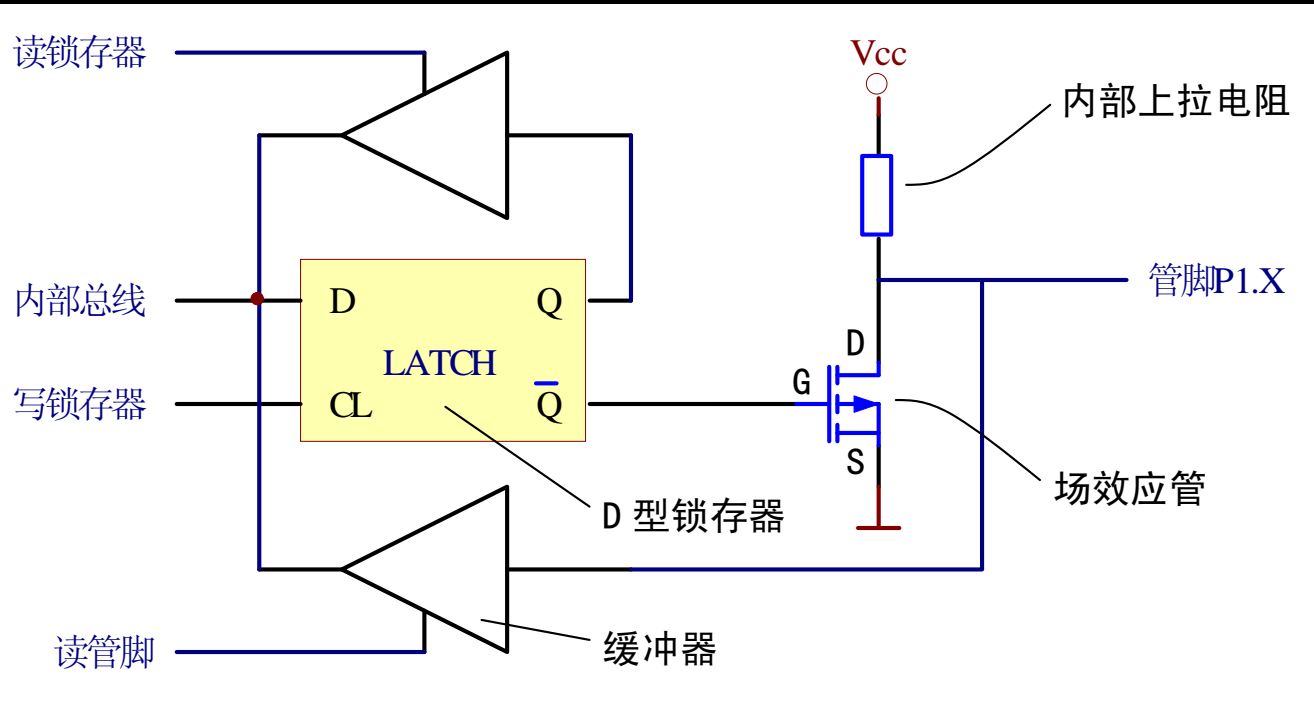 读锁存器
Vcc
内部上拉电阻
内部总线
D
Q
管脚P1.X
LATCH
D
G
写锁存器
CL
Q̅
S
场效应管
D 型锁存器
读管脚
缓冲器